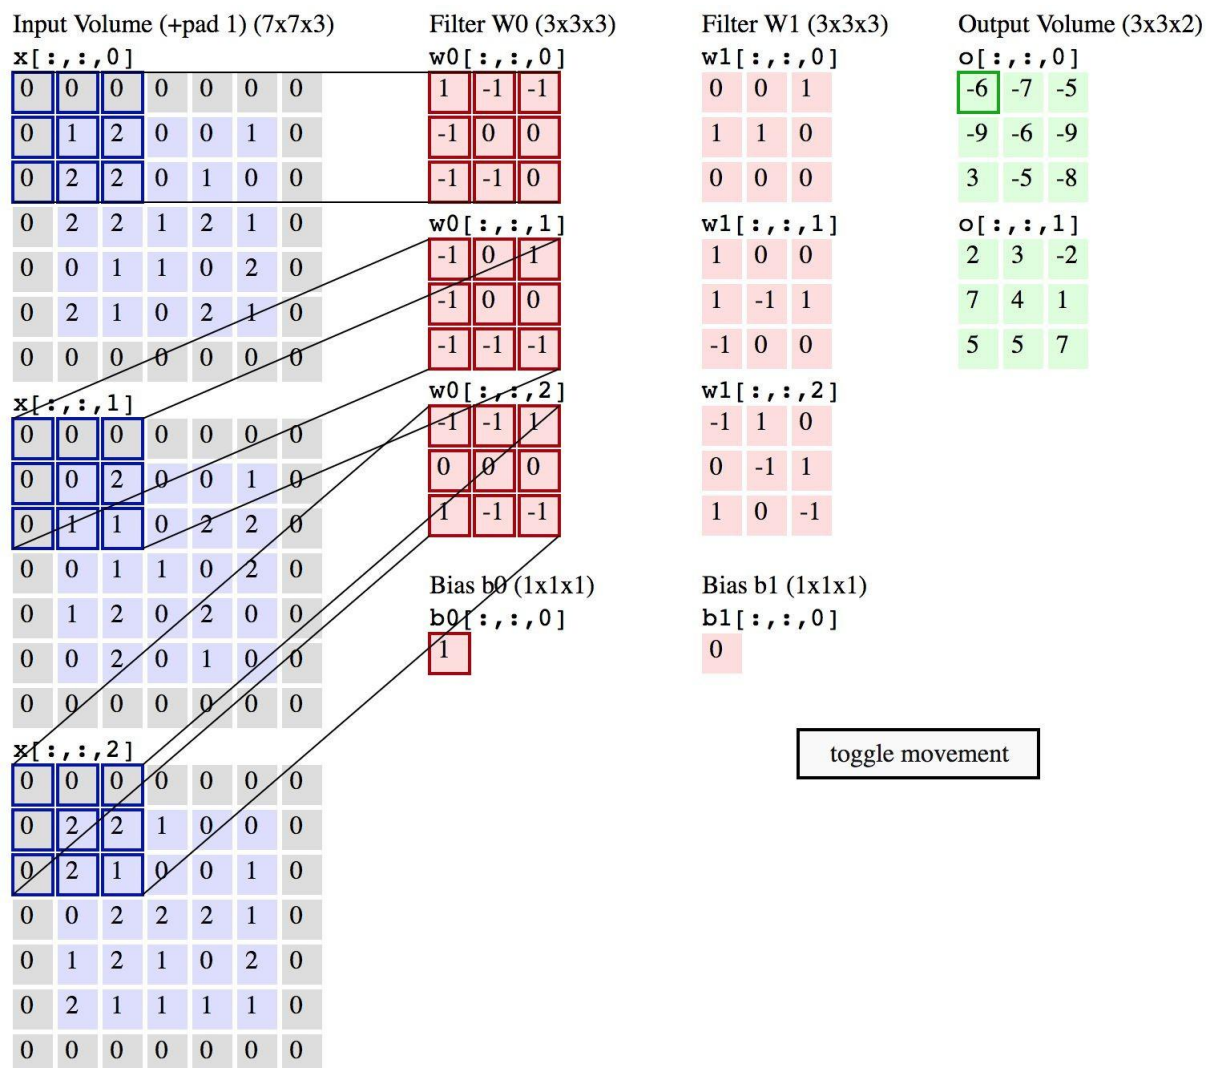 Input Volume (+pad 1) (7x7x3)
x[:,:,0]
0 0 0 0 0 0 0
0 1 2 0 0 1 0
0 2 2 0 1 0 0
0 2 2 1 2 1 0
0 0 1 1 0 2 0
0 2 1 0 2 1 0
0 0 0 0 0 0 0
x[:,:,1]
0 0 0 0 0 0 0
0 0 2 0 0 1 0
0 1 1 0 2 2 0
0 0 1 1 0 2 0
0 1 2 0 2 0 0
0 0 2 0 1 0 0
0 0 0 0 0 0 0
x[:,:,2]
0 0 0 0 0 0 0
0 2 2 1 0 0 0
0 2 1 0 0 1 0
0 0 2 2 2 1 0
0 1 2 1 0 2 0
0 2 1 1 1 1 0
0 0 0 0 0 0 0
Filter W0 (3x3x3)
w0[:,:,0]
1 -1 -1
-1 0 0
-1 -1 0
w0[:,:,1]
-1 0 1
-1 0 0
-1 -1 -1
w0[:,:,2]
-1 -1 1
0 0 0
1 -1 -1
Bias b0 (1x1x1)
b0[:,:,0]
1
Filter W1 (3x3x3)
w1[:,:,0]
0 0 1
1 1 0
0 0 0
w1[:,:,1]
1 0 0
1 -1 1
-1 0 0
w1[:,:,2]
-1 1 0
0 -1 1
1 0 -1
Bias b1 (1x1x1)
b1[:,:,0]
0
Output Volume (3x3x2)
o[:,:,0]
-6 -7 -5
-9 -6 -9
3 -5 -8
o[:,:,1]
2 3 -2
7 4 1
5 5 7
toggle movement